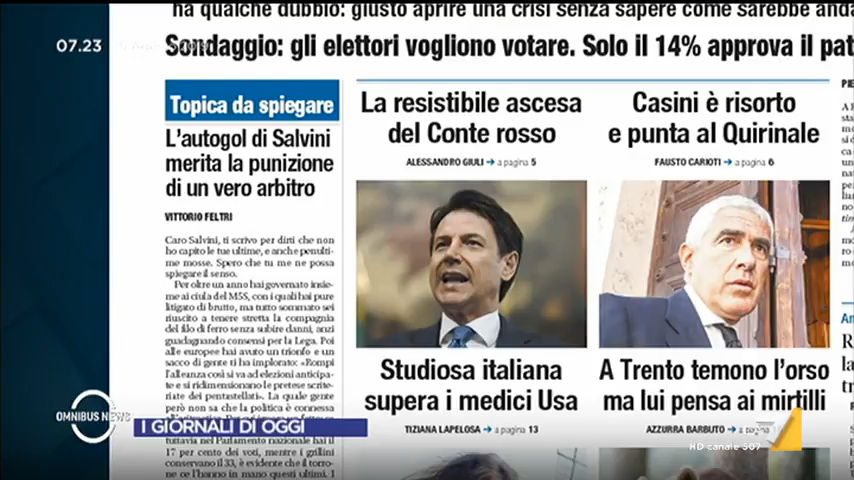 ha qualche dubbio: giusto aprire una crisi senza sapere come sarebbe anda
07.23
Sondaggio: gli elettori vogliono votare. Solo il 14% approva il pat
Topica da spiegare
L'autogol di Salvini
merita la punizione
di un vero arbitro
VITTORIO FELTRI
Caro Salvini, ti scrivo per dirti che non
ho capito le tue ultime, e anche penulti-
me mosse. Spero che tu me ne possa
spiegare il senso.
Per oltre un anno hai governato insie-
me ai ciula del M5S, con i quali hai pure
litigato di brutto, ma tutto sommato sei
riuscito a tenere stretta la compagnia
del filo di ferro senza subire danni, anzi
guadagnando consensi per la Lega. Poi
alle europee hai avuto un trionfo e un
sacco di gente ti ha implorato: «Rompi
l'alleanza così si va ad elezioni anticipa-
te e si ridimensionano le pretese scrite-
riate dei pentastellati». La quale gente
però non sa che la politica è connessa
tuttavia nel Parlamento nazionale hai il
17 per cento dei voti, mentre i grillini
conservano il 33, è evidente che il torro-
ne ce l'hanno in mano questi ultimi. I
La resistibile ascesa
del Conte rosso
ALESSANDRO GIULI ➔ a pagina 5
Casini è risorto
e punta al Quirinale
FAUSTO CARIOTI ➔ a pagina 6
Studiosa italiana
supera i medici Usa
TIZIANA LAPELOSA ➔ a pagina 13
A Trento temono l'orso
ma lui pensa ai mirtilli
AZZURRA BARBUTO ➔ a pagina
PIE
An
R
la
OMNIBUS NEWS
I GIORNALI DI OGGI
HD canale 507